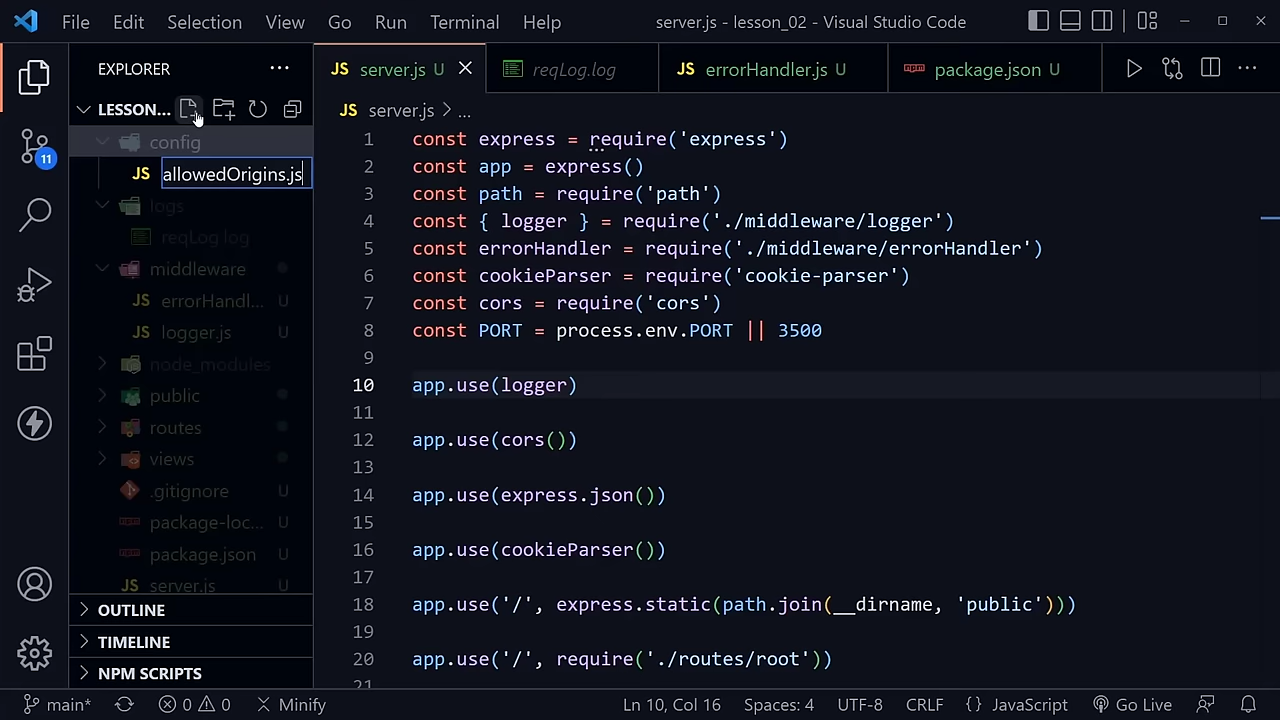 File Edit Selection View Go Run Terminal Help server.js - lesson_02 - Visual Studio Code
EXPLORER
JS server.js U
reqLog.log
JS errorHandler.js U
package.json U
LESSON...
JS server.js > ...
config
JS allowedOrigins.js
logs
reqLog.log
middleware
JS errorHandl... U
JS logger.js U
node_modules
public
routes
views
.gitignore U
package-loc... U
package.json U
JS server.js U
OUTLINE
TIMELINE
NPM SCRIPTS
11
1 const express = require('express')
2 const app = express()
3 const path = require('path')
4 const { logger } = require('./middleware/logger')
5 const errorHandler = require('./middleware/errorHandler')
6 const cookieParser = require('cookie-parser')
7 const cors = require('cors')
8 const PORT = process.env.PORT || 3500
9
10 app.use(logger)
11
12 app.use(cors())
13
14 app.use(express.json())
15
16 app.use(cookieParser())
17
18 app.use('/', express.static(path.join(__dirname, 'public')))
19
20 app.use('/', require('./routes/root'))
21
main* 0 0 Minify Ln 10, Col 16 Spaces: 4 UTF-8 CRLF {} JavaScript Go Live